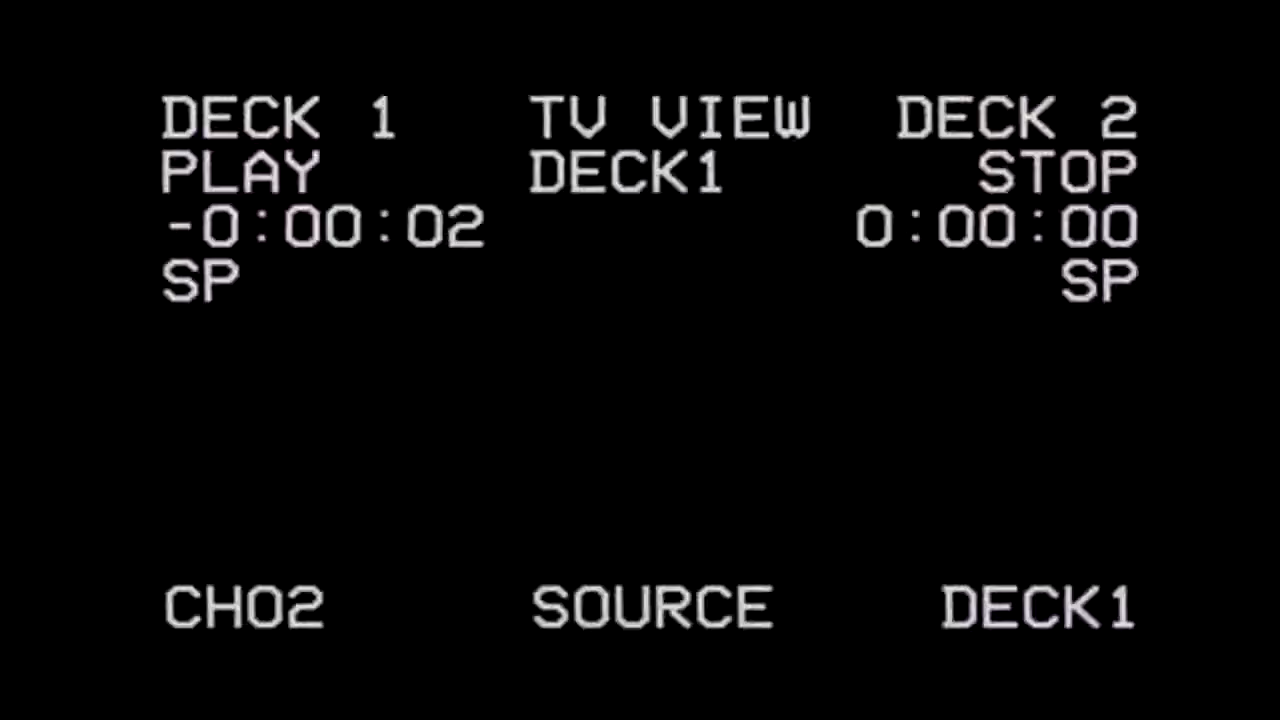 DECK 1 TV VIEW DECK 2
PLAY DECK1 STOP
-0:00:02 0:00:00
SP SP
CH02 SOURCE DECK1